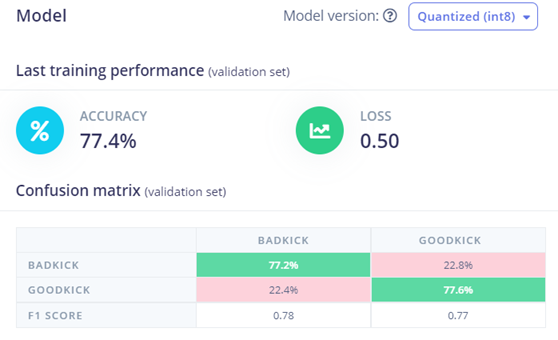 Model
Model version: Quantized (int8)
Last training performance (validation set)
% ACCURACY
77.4%
LOSS
0.50
Confusion matrix (validation set)
BADKICK GOODKICK
BADKICK 77.2% 22.8%
GOODKICK 22.4% 77.6%
F1 SCORE 0.78 0.77